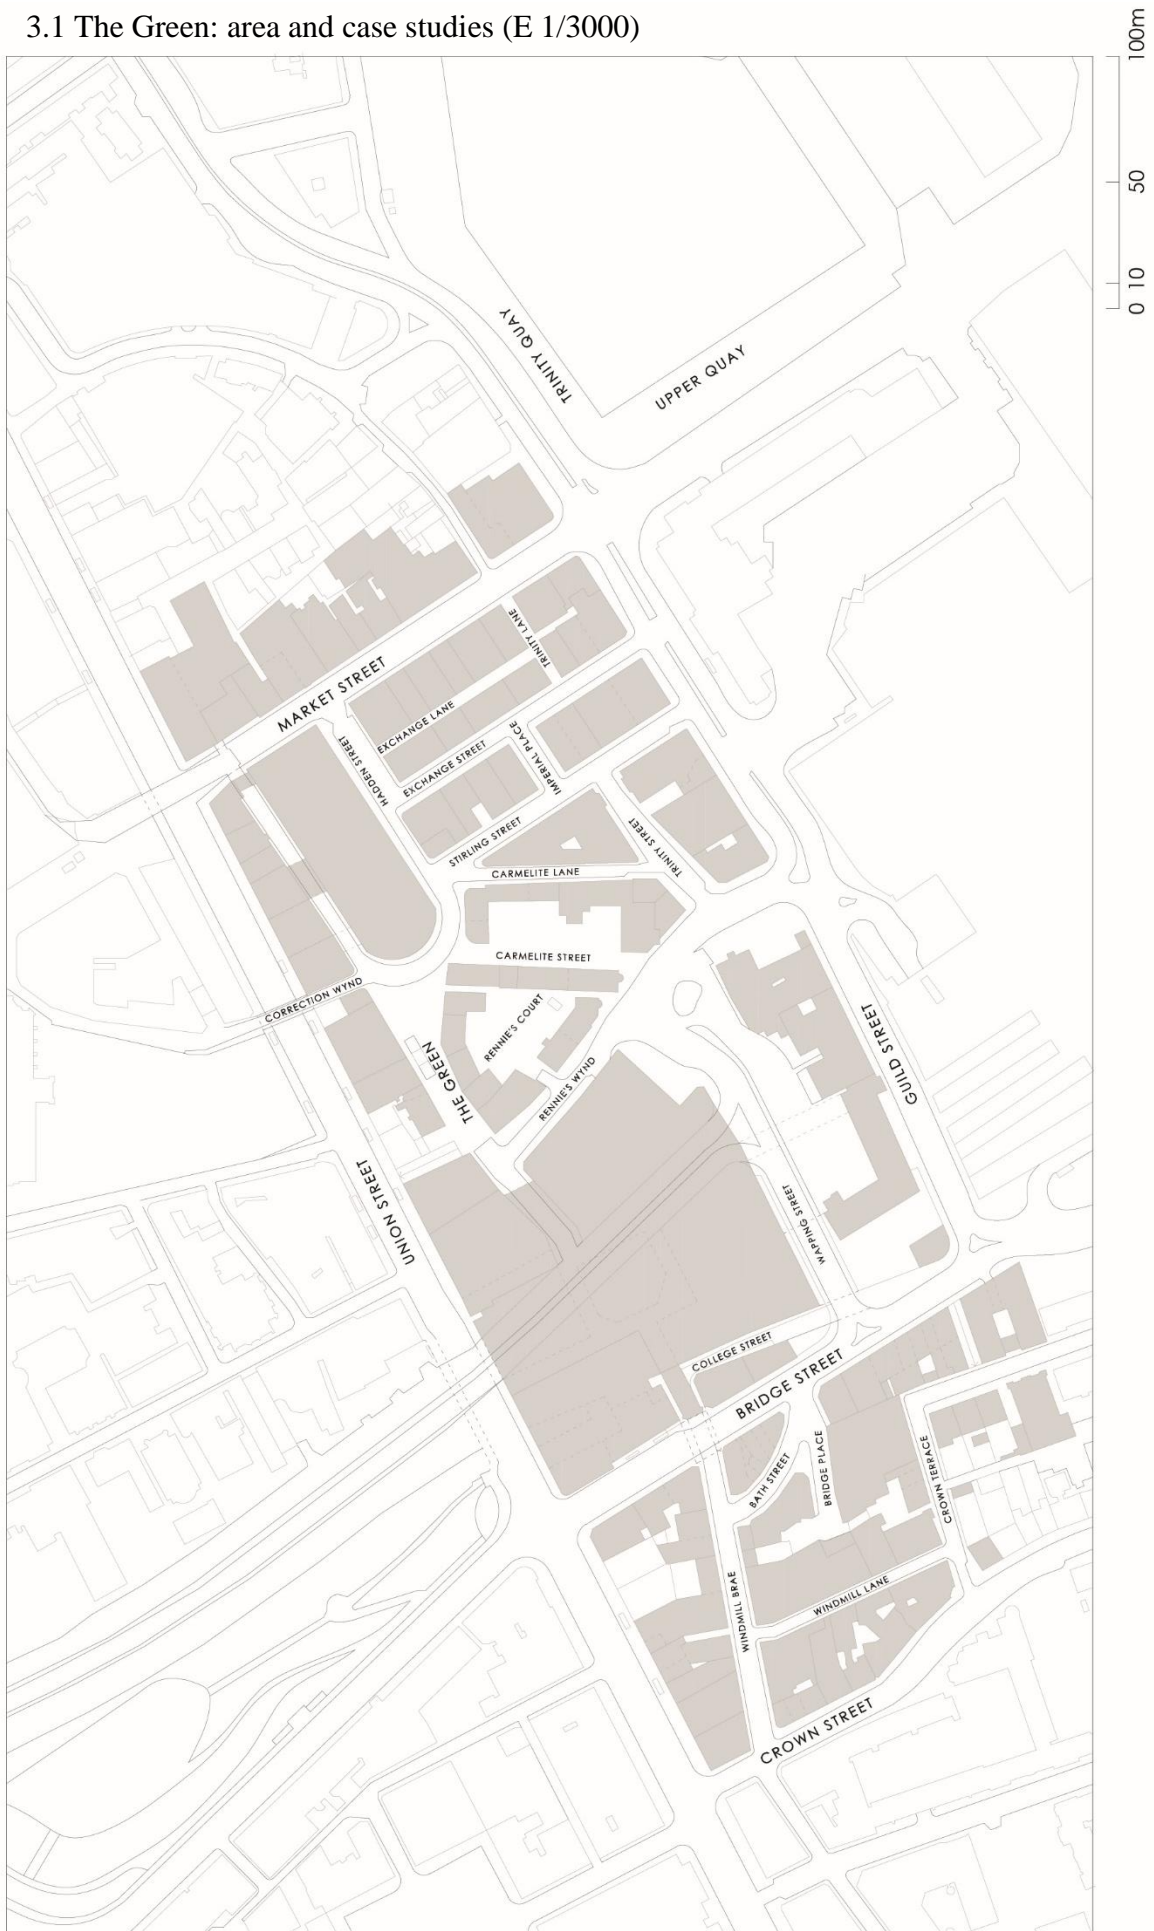 3.1 The Green: area and case studies (E 1/3000)
100m
50
10
0
TRINITY QUAY
UPPER QUAY
MARKET STREET
TRINITY LANE
EXCHANGE LANE
HADDEN STREET
EXCHANGE STREET
IMPERIAL PLACE
STIRLING STREET
TRINITY STREET
CARMELITE LANE
CARMELITE STREET
CORRECTION WYND
RENNIE'S COURT
THE GREEN
RENNIE'S WYND
GUILD STREET
UNION STREET
WAPPING STREET
COLLEGE STREET
BRIDGE STREET
BATH STREET
BRIDGE PLACE
CROWN TERRACE
WINDMILL BRAE
WINDMILL LANE
CROWN STREET